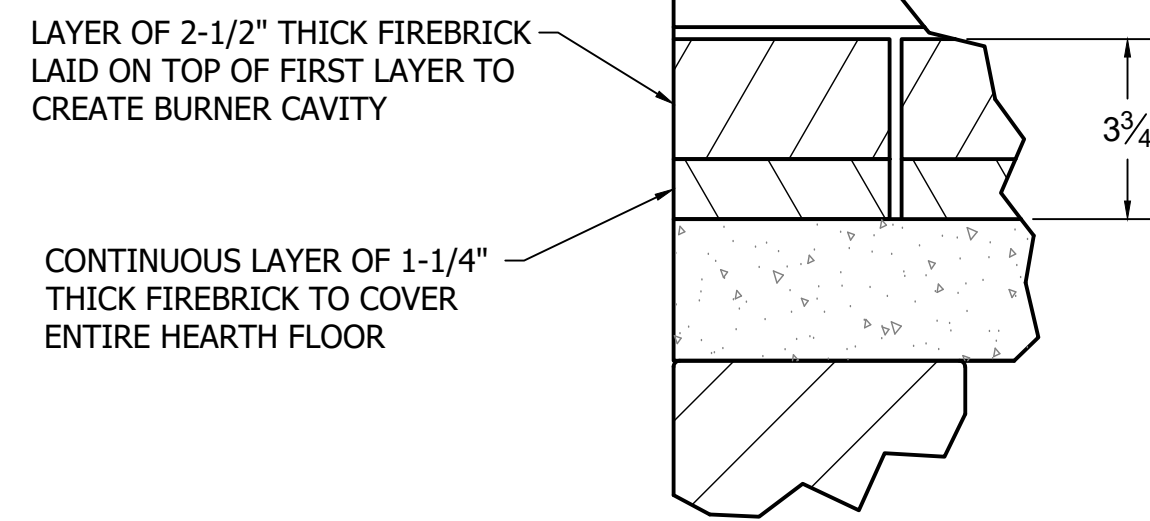 LAYER OF 2-1/2" THICK FIREBRICK
LAID ON TOP OF FIRST LAYER TO
CREATE BURNER CAVITY
3¾
CONTINUOUS LAYER OF 1-1/4"
THICK FIREBRICK TO COVER
ENTIRE HEARTH FLOOR